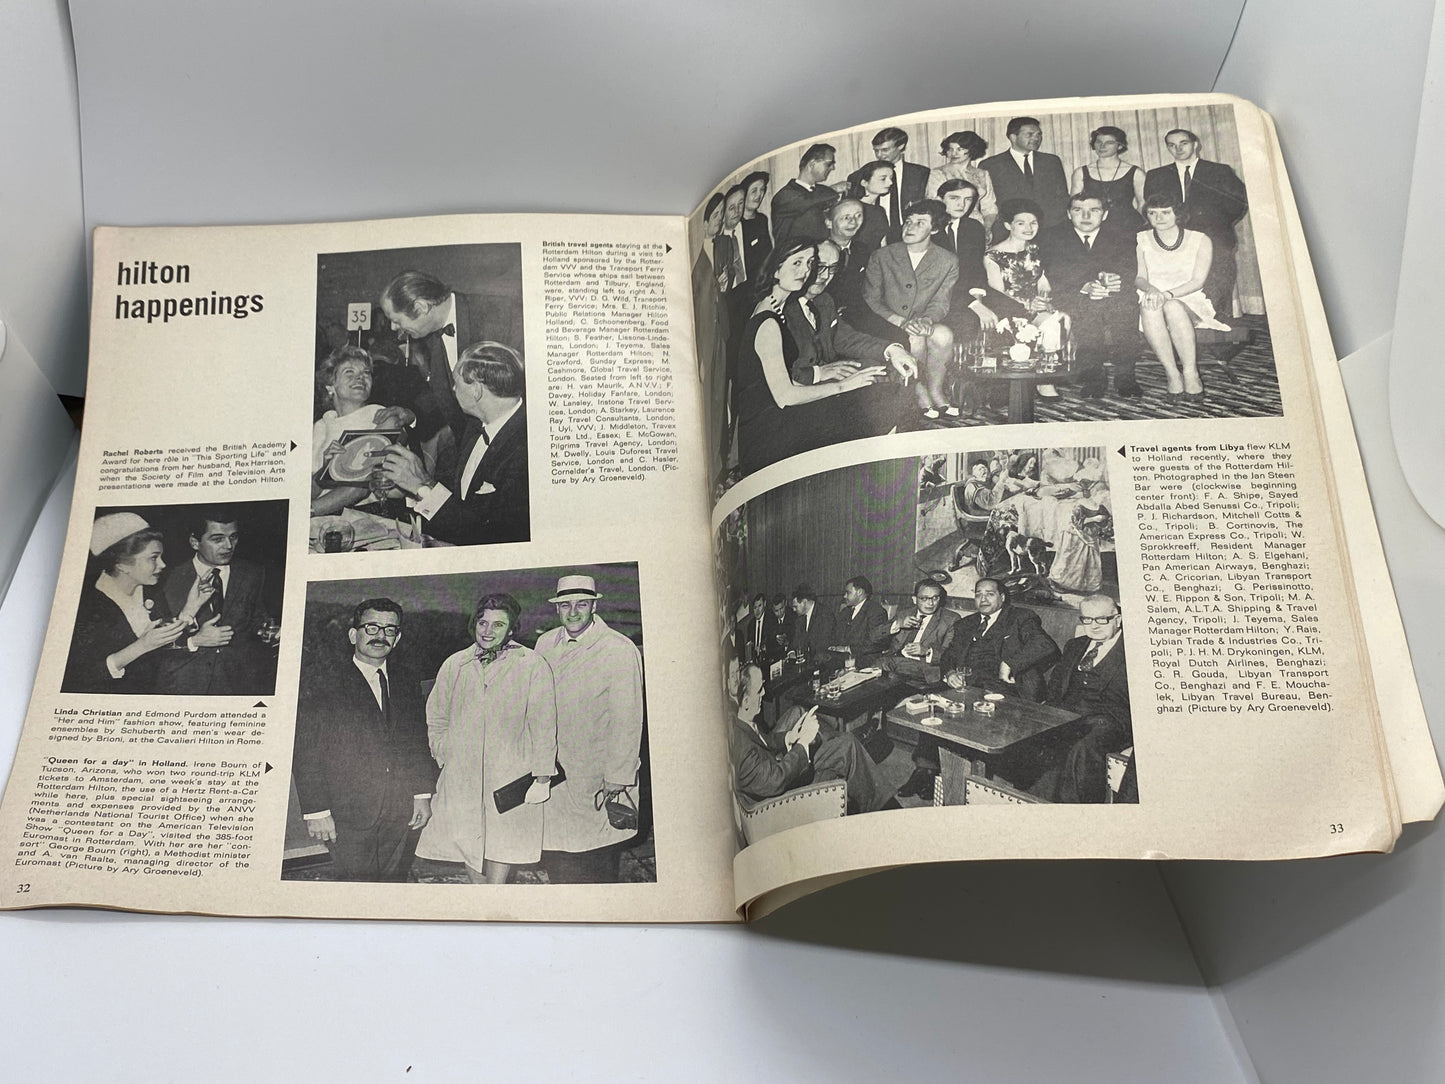 hilton
happenings
Rachel Roberts received the British Academy
Award for here rôle in "This Sporting Life" and
congratulations from her husband, Rex Harrison,
when the Society of Film and Television Arts
presentations were made at the London Hilton.
35
Linda Christian and Edmond Purdom attended a
"Her and Him" fashion show, featuring feminine
ensembles by Schuberth and men's wear de-
signed by Brioni, at the Cavalieri Hilton in Rome.
"Queen for a day" in Holland. Irene Bourn of
Tucson, Arizona, who won two round-trip KLM
tickets to Amsterdam, one week's stay at the
Rotterdam Hilton, the use of a Hertz Rent-a-Car
while here, plus special sightseeing arrange-
ments and expenses provided by the ANVV
(Netherlands National Tourist Office) when she
was a contestant on the American Television
Show "Queen for a Day", visited the 385-foot
Euromast in Rotterdam. With her are her "con-
sort" George Bourn (right), a Methodist minister
and A. van Raalte, managing director of the
Euromast (Picture by Ary Groeneveld).
32
British travel agents staying at the
Rotterdam Hilton during a visit to
Holland sponsored by the Rotter-
dam VVV and the Transport Ferry
Service whose ships sail between
Rotterdam and Tilbury, England,
were, standing left to right A. J.
Riper, VVV; D. G. Wild, Transport
Ferry Service; Mrs. E. J. Ritchie,
Public Relations Manager Hilton
Holland; C. Schoonenberg, Food
and Beverage Manager Rotterdam
Hilton; S. Feather, Lissone-Linde-
man, London; J. Teyema, Sales
Manager Rotterdam Hilton; N.
Crawford, Sunday Express; M.
Cashmore, Global Travel Service,
London. Seated from left to right
are: H. van Maurik, A.N.V.V.; F.
Davey, Holiday Fanfare, London;
W. Lansley, Instone Travel Serv-
ices, London; A. Starkey, Laurence
Ray Travel Consultants, London;
I. Uyl, VVV; J. Middleton, Travex
Tours Ltd., Essex; E. McGowan,
Pilgrims Travel Agency, London;
M. Dwelly, Louis Duforest Travel
Service, London and C. Hasler,
Cornelder's Travel, London. (Pic-
ture by Ary Groeneveld).
Travel agents from Libya flew KLM
to Holland recently, where they
were guests of the Rotterdam Hil-
ton. Photographed in the Jan Steen
Bar were (clockwise beginning
center front): F. A. Shipe, Sayed
Abdalla Abed Senussi Co., Tripoli;
P. J. Richardson, Mitchell Cotts &
Co., Tripoli; B. Cortinovis, The
American Express Co., Tripoli; W.
Sprokkreeff, Resident Manager
Rotterdam Hilton; A. S. Elgehani,
Pan American Airways, Benghazi;
C. A. Cricorian, Libyan Transport
Co., Benghazi; G. Perissinotto,
W. E. Rippon & Son, Tripoli; M. A.
Salem, A.L.T.A. Shipping & Travel
Agency, Tripoli; J. Teyema, Sales
Manager Rotterdam Hilton; Y. Rais,
Lybian Trade & Industries Co., Tri-
poli; P. J. H. M. Drykoningen, KLM,
Royal Dutch Airlines, Benghazi;
G. R. Gouda, Libyan Transport
Co., Benghazi and F. E. Moucha-
lek, Libyan Travel Bureau, Ben-
ghazi (Picture by Ary Groeneveld).
33